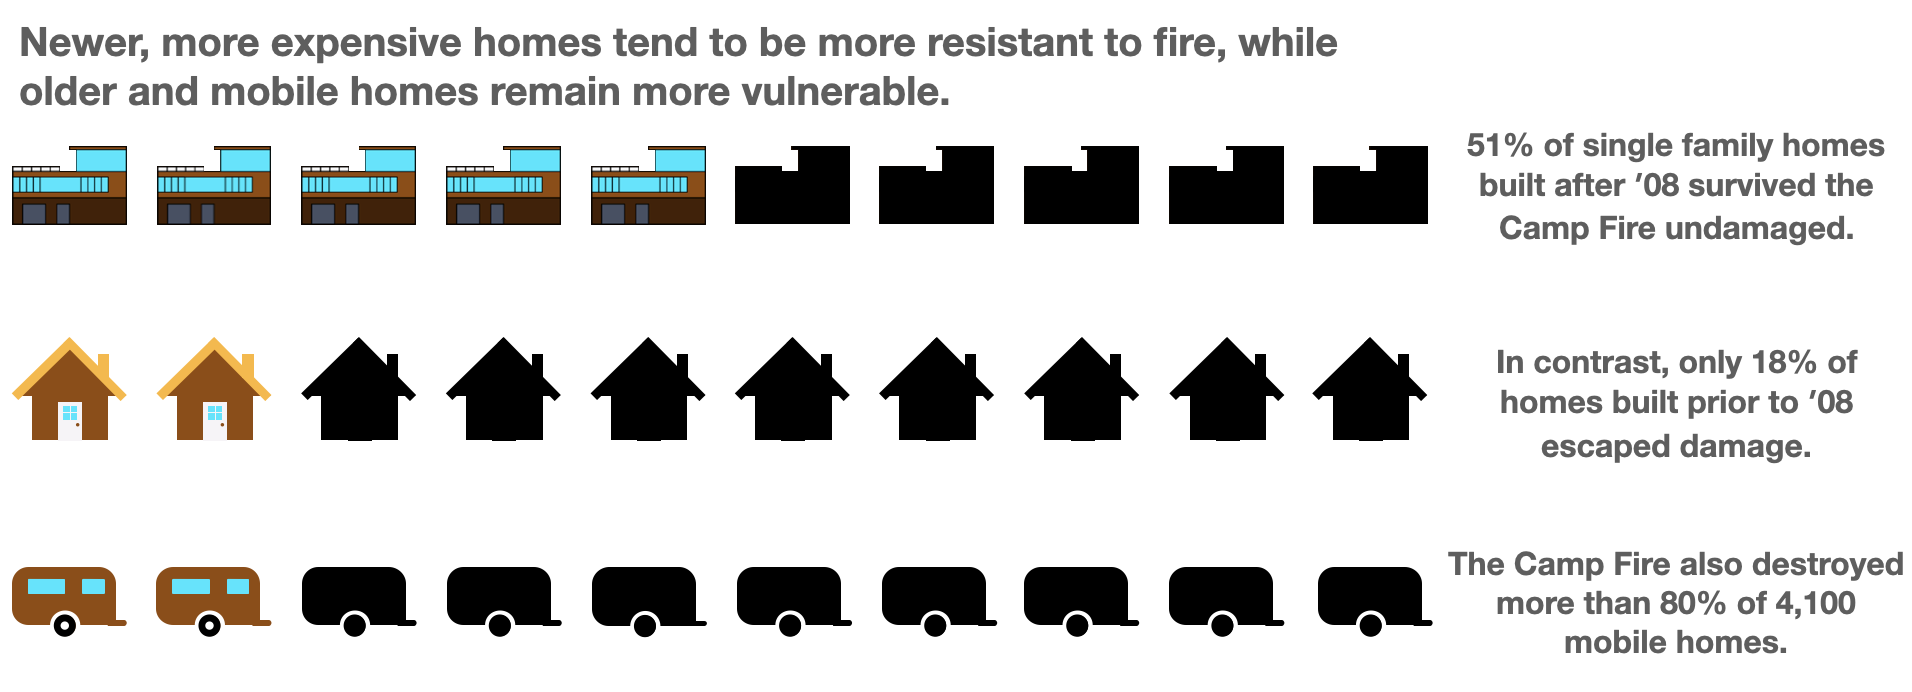 Newer, more expensive homes tend to be more resistant to fire, while
older and mobile homes remain more vulnerable.
51% of single family homes
built after ’08 survived the
Camp Fire undamaged.
In contrast, only 18% of
homes built prior to ’08
escaped damage.
The Camp Fire also destroyed
more than 80% of 4,100
mobile homes.